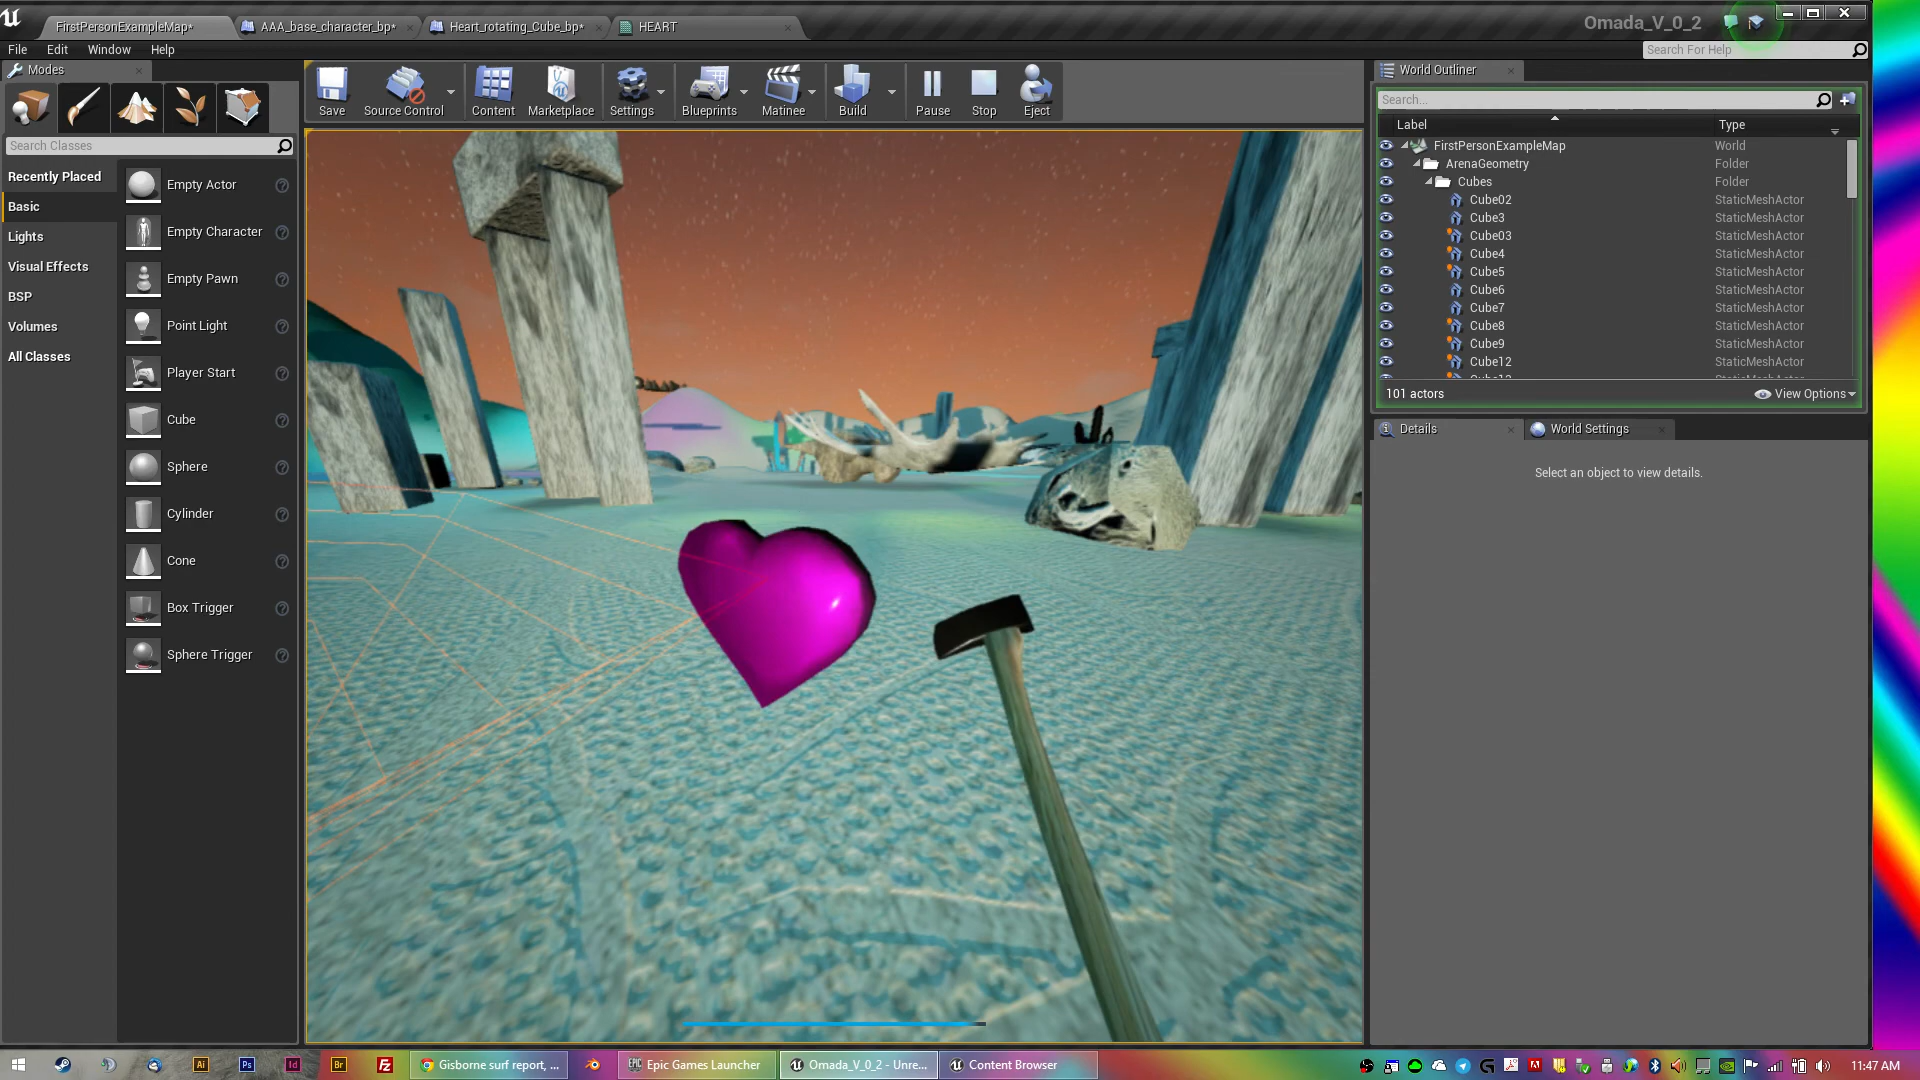 FirstPersonExampleMap*
AAA_base_character_bp*
Heart_rotating_Cube_bp*
HEART
Omada_V_0_2
File
Edit
Window
Help
Search For Help
Modes
Search Classes
Recently Placed
Basic
Lights
Visual Effects
BSP
Volumes
All Classes
Empty Actor
Empty Character
Empty Pawn
Point Light
Player Start
Cube
Sphere
Cylinder
Cone
Box Trigger
Sphere Trigger
Save
Source Control
Content
Marketplace
Settings
Blueprints
Matinee
Build
Pause
Stop
Eject
World Outliner
Search...
Label
Type
FirstPersonExampleMap World
ArenaGeometry Folder
Cubes Folder
Cube02 StaticMeshActor
Cube3 StaticMeshActor
Cube03 StaticMeshActor
Cube4 StaticMeshActor
Cube5 StaticMeshActor
Cube6 StaticMeshActor
Cube7 StaticMeshActor
Cube8 StaticMeshActor
Cube9 StaticMeshActor
Cube12 StaticMeshActor
101 actors
View Options
Details
World Settings
Select an object to view details.
Ai
Ps
Id
Br
Fz
Gisborne surf report, ...
Epic Games Launcher
Omada_V_0_2 - Unre...
Content Browser
11:47 AM